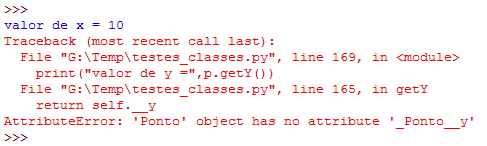 >>>
valor de x = 10
Traceback (most recent call last):
  File "G:\Temp\testes_classes.py", line 169, in <module>
    print("valor de y =",p.getY())
  File "G:\Temp\testes_classes.py", line 165, in getY
    return self.__y
AttributeError: 'Ponto' object has no attribute '_Ponto__y'
>>>